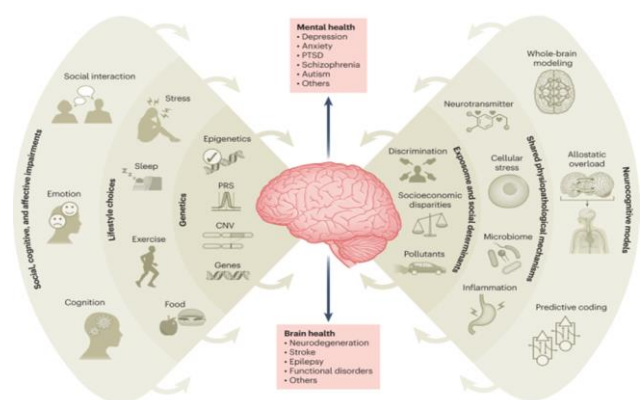 Mental health
• Depression
• Anxiety
• PTSD
• Schizophrenia
• Autism
• Others
Social, cognitive, and affective impairments
Social interaction
Emotion
Cognition
Lifestyle choices
Stress
Sleep
Exercise
Food
Genetics
Epigenetics
PRS
CNV
Genes
Discrimination
Socioeconomic
disparities
Pollutants
Exposome and social determinants
Neurotransmitter
Cellular
stress
Microbiome
Inflammation
Shared physiopathological mechanisms
Whole-brain
modeling
Allostatic
overload
Predictive coding
Neurocognitive models
Brain health
• Neurodegeneration
• Stroke
• Epilepsy
• Functional disorders
• Others